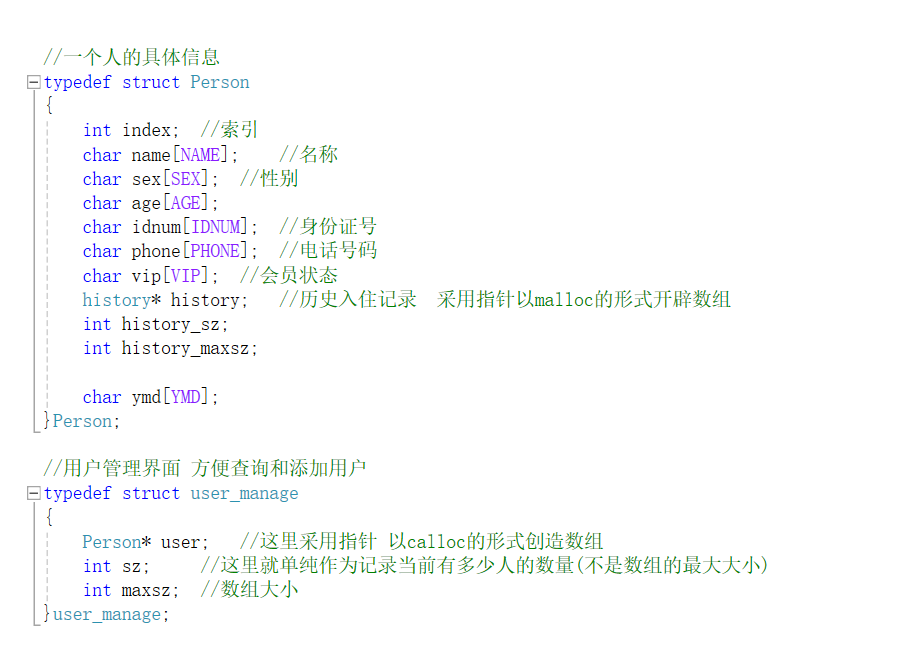 //一个人的具体信息
typedef struct Person
{
int index;  //索引
char name[NAME];    //名称
char sex[SEX];  //性别
char age[AGE];
char idnum[IDNUM];  //身份证号
char phone[PHONE];  //电话号码
char vip[VIP];  //会员状态
history* history;   //历史入住记录  采用指针以malloc的形式开辟数组
int history_sz;
int history_maxsz;
char ymd[YMD];
}Person;
//用户管理界面 方便查询和添加用户
typedef struct user_manage
{
Person* user;   //这里采用指针 以calloc的形式创造数组
int sz;     //这里就单纯作为记录当前有多少人的数量(不是数组的最大大小)
int maxsz;  //数组大小
}user_manage;